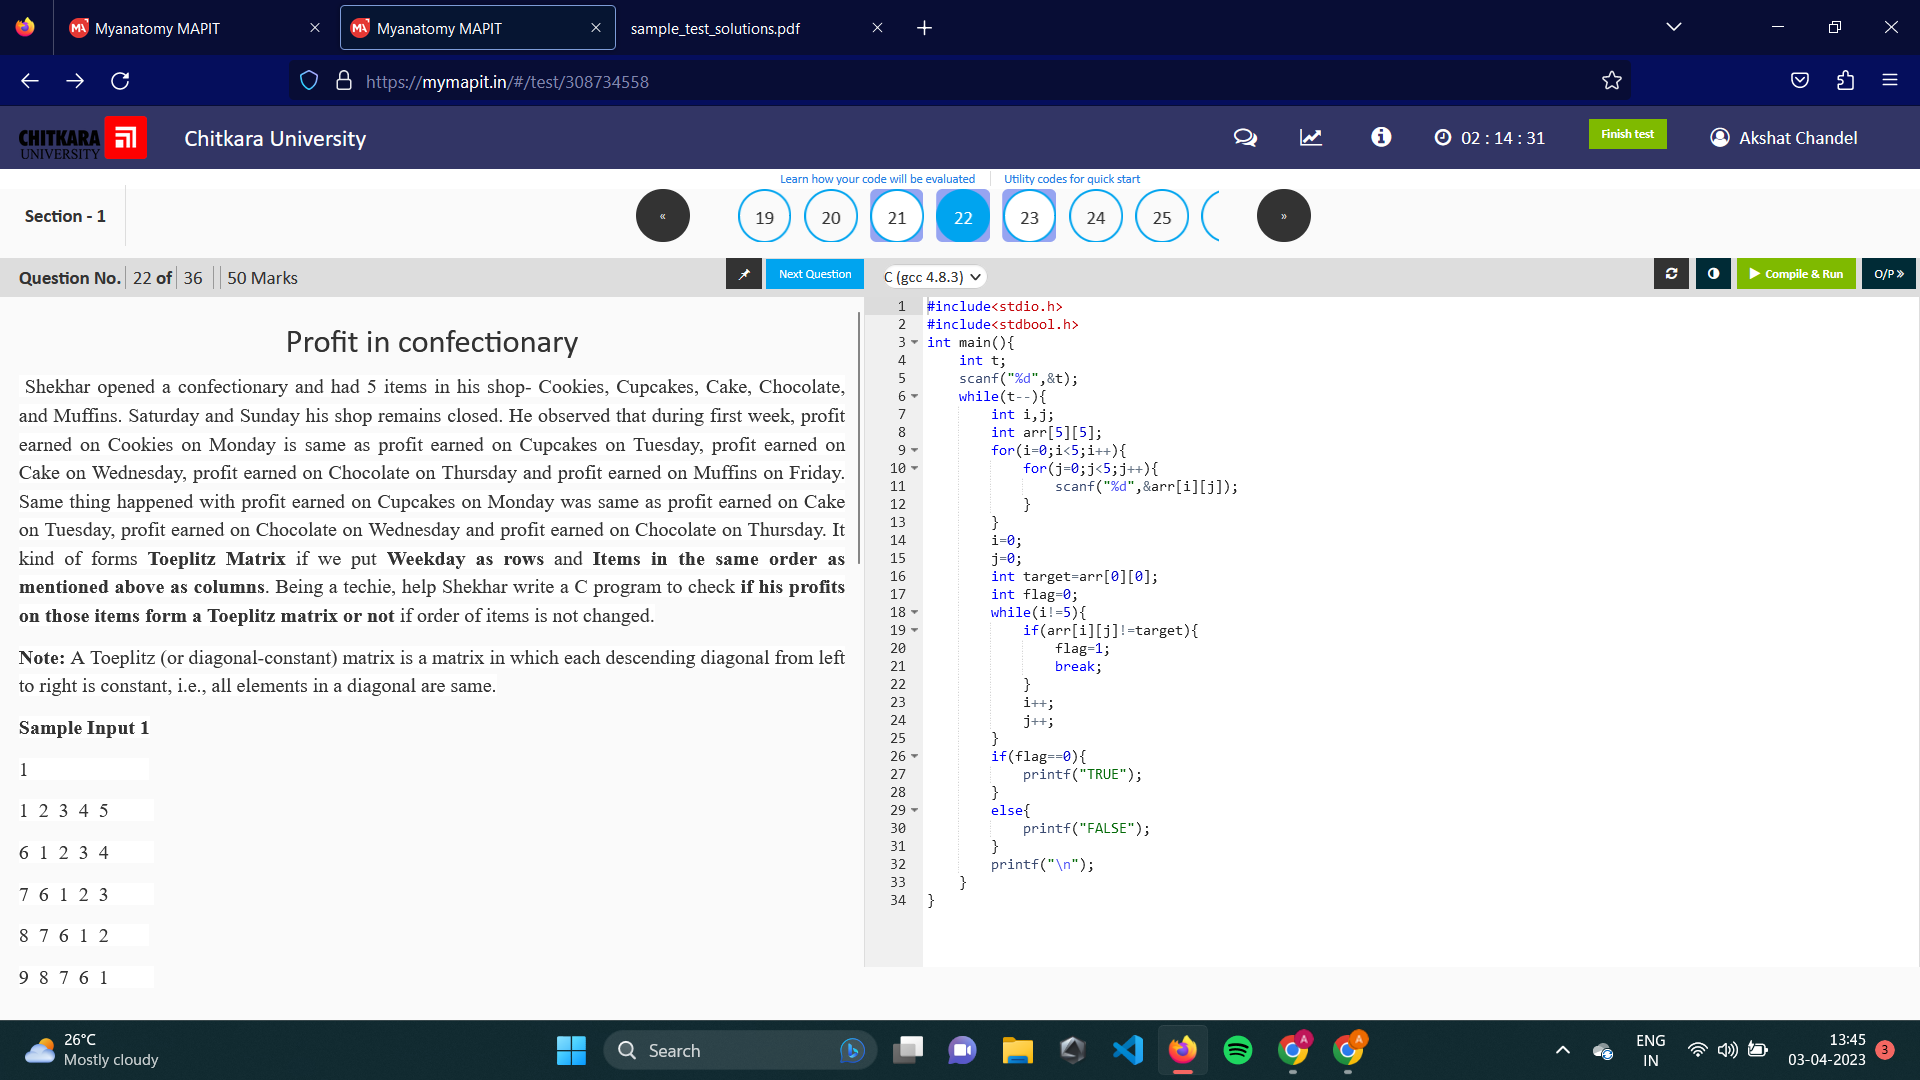 Myanatomy MAPIT
Myanatomy MAPIT
sample_test_solutions.pdf
https://mymapit.in/#/test/308734558
CHITKARA
UNIVERSITY
Chitkara University
02 : 14 : 31
Finish test
Akshat Chandel
Learn how your code will be evaluated
Utility codes for quick start
Section - 1
«
19
20
21
22
23
24
25
»
Question No. 22 of 36 50 Marks
Next Question
C (gcc 4.8.3)
Compile & Run
O/P »
Profit in confectionary
Shekhar opened a confectionary and had 5 items in his shop- Cookies, Cupcakes, Cake, Chocolate,
and Muffins. Saturday and Sunday his shop remains closed. He observed that during first week, profit
earned on Cookies on Monday is same as profit earned on Cupcakes on Tuesday, profit earned on
Cake on Wednesday, profit earned on Chocolate on Thursday and profit earned on Muffins on Friday.
Same thing happened with profit earned on Cupcakes on Monday was same as profit earned on Cake
on Tuesday, profit earned on Chocolate on Wednesday and profit earned on Chocolate on Thursday. It
kind of forms Toeplitz Matrix if we put Weekday as rows and Items in the same order as
mentioned above as columns. Being a techie, help Shekhar write a C program to check if his profits
on those items form a Toeplitz matrix or not if order of items is not changed.
Note: A Toeplitz (or diagonal-constant) matrix is a matrix in which each descending diagonal from left
to right is constant, i.e., all elements in a diagonal are same.
Sample Input 1
1
1 2 3 4 5
6 1 2 3 4
7 6 1 2 3
8 7 6 1 2
9 8 7 6 1
1 #include<stdio.h>
2 #include<stdbool.h>
3 int main(){
4 int t;
5 scanf("%d",&t);
6 while(t--){
7 int i,j;
8 int arr[5][5];
9 for(i=0;i<5;i++){
10 for(j=0;j<5;j++){
11 scanf("%d",&arr[i][j]);
12 }
13 }
14 i=0;
15 j=0;
16 int target=arr[0][0];
17 int flag=0;
18 while(i!=5){
19 if(arr[i][j]!=target){
20 flag=1;
21 break;
22 }
23 i++;
24 j++;
25 }
26 if(flag==0){
27 printf("TRUE");
28 }
29 else{
30 printf("FALSE");
31 }
32 printf("\n");
33 }
34 }
26°C
Mostly cloudy
Search
A
A
ENG
IN
13:45
03-04-2023
3